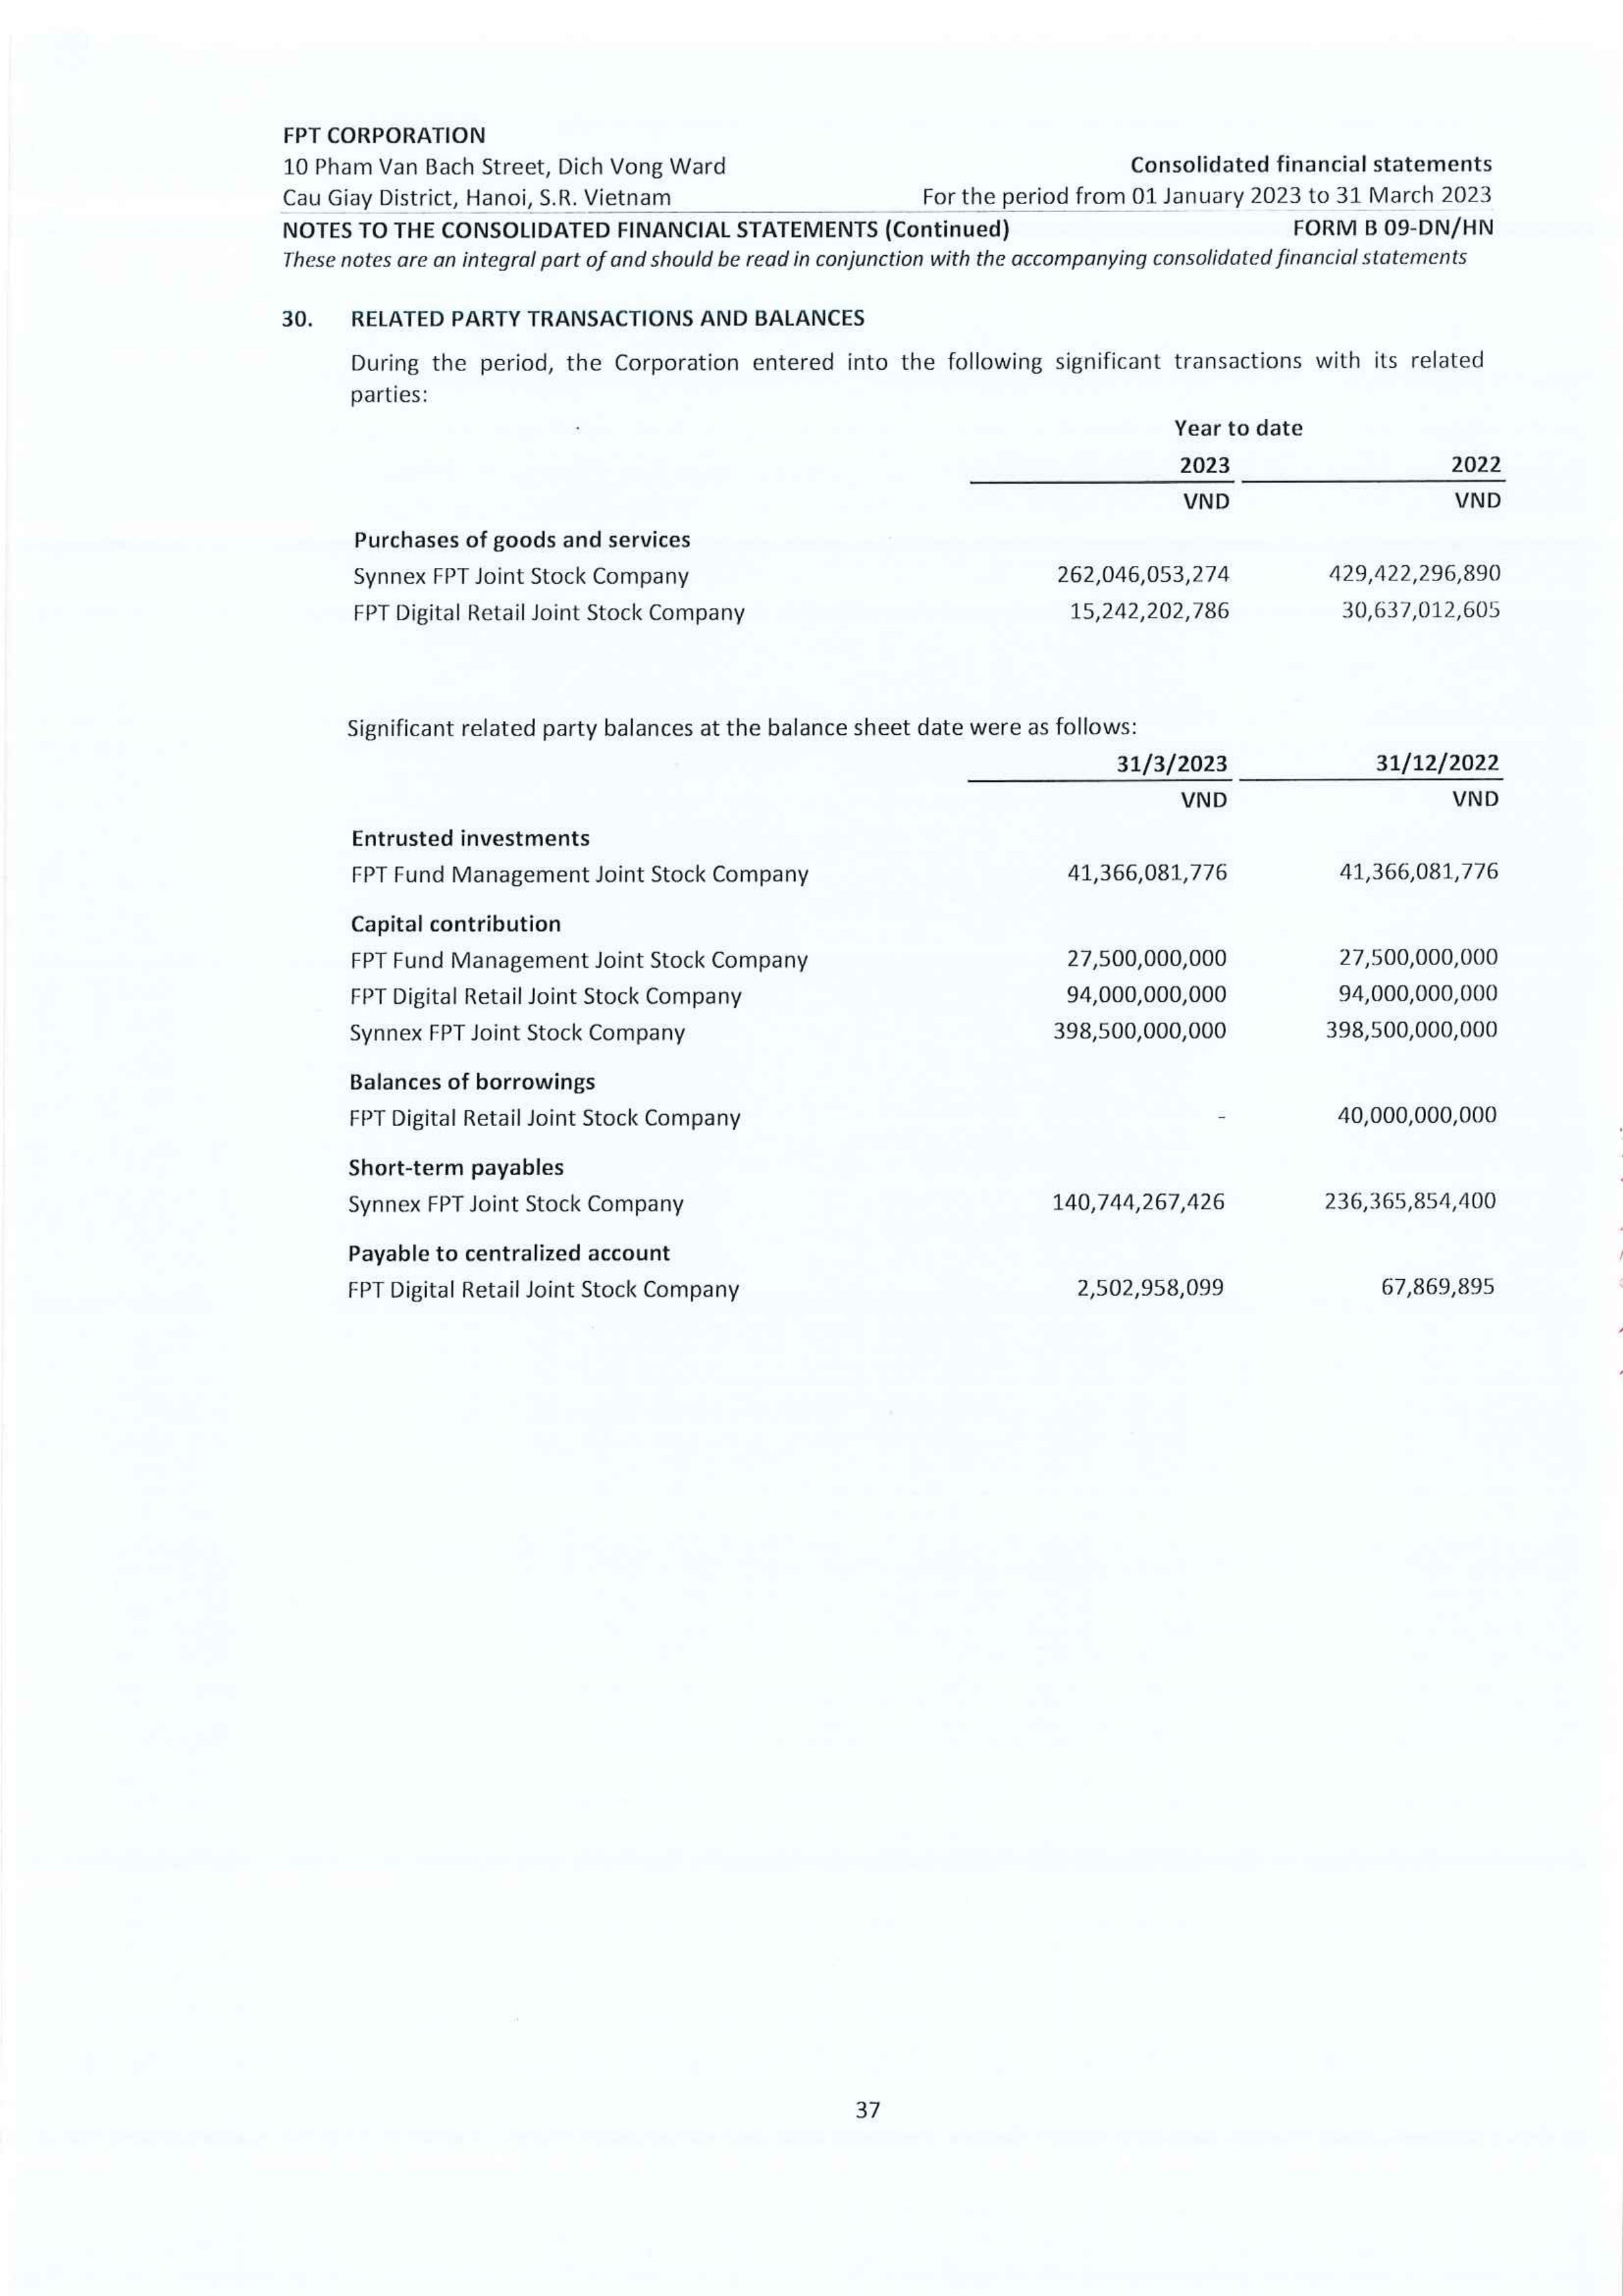 FPT CORPORATION
10 Pham Van Bach Street, Dich Vong Ward
Consolidated financial statements
Cau Giay District, Hanoi, S.R. Vietnam
For the period from 01 January 2023 to 31 March 2023
NOTES TO THE CONSOLIDATED FINANCIAL STATEMENTS (Continued) FORM B 09-DN/HN
These notes are an integral part of and should be read in conjunction with the accompanying consolidated financial statements
30. RELATED PARTY TRANSACTIONS AND BALANCES
During the period, the Corporation entered into the following significant transactions with its related
parties:
Year to date
2023 2022
VND VND
Purchases of goods and services
Synnex FPT Joint Stock Company 262,046,053,274 429,422,296,890
FPT Digital Retail Joint Stock Company 15,242,202,786 30,637,012,605
Significant related party balances at the balance sheet date were as follows:
31/3/2023 31/12/2022
VND VND
Entrusted investments
FPT Fund Management Joint Stock Company 41,366,081,776 41,366,081,776
Capital contribution
FPT Fund Management Joint Stock Company 27,500,000,000 27,500,000,000
FPT Digital Retail Joint Stock Company 94,000,000,000 94,000,000,000
Synnex FPT Joint Stock Company 398,500,000,000 398,500,000,000
Balances of borrowings
FPT Digital Retail Joint Stock Company - 40,000,000,000
Short-term payables
Synnex FPT Joint Stock Company 140,744,267,426 236,365,854,400
Payable to centralized account
FPT Digital Retail Joint Stock Company 2,502,958,099 67,869,895
37